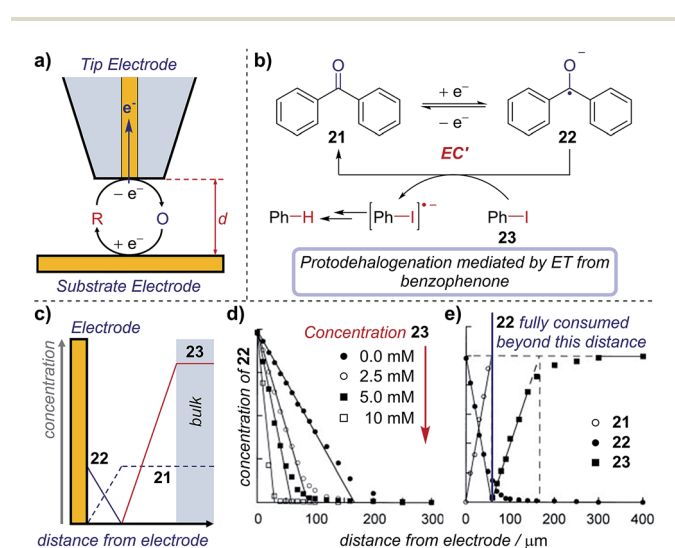 a)
Tip Electrode
e-
– e⁻
R
O
d
+ e⁻
Substrate Electrode
b)
O
21
+ e⁻
– e⁻
O⁻
22
EC′
Ph–H
[Ph–I]•–
Ph–I
23
Protodehalogenation mediated by ET from
benzophenone
c)
Electrode
concentration
22
23
21
bulk
distance from electrode
d)
Concentration 23
0.0 mM
2.5 mM
5.0 mM
10 mM
concentration of 22
0
100
200
300
e)
22 fully consumed
beyond this distance
21
22
23
0
100
200
300
400
distance from electrode / μm